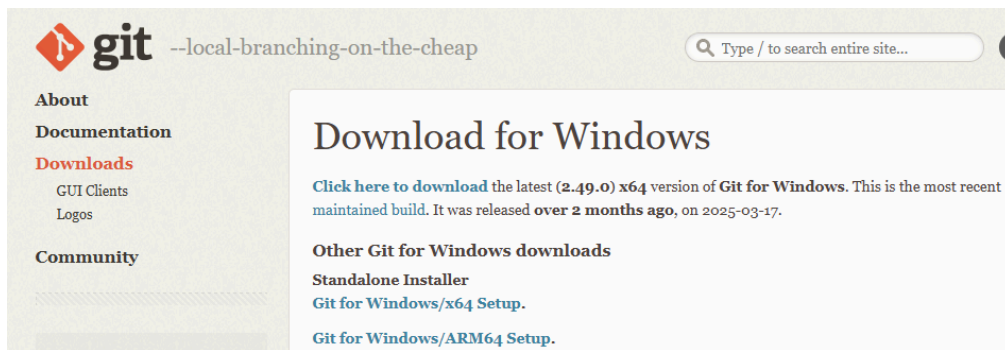 git --local-branching-on-the-cheap
Type / to search entire site...
About
Documentation
Downloads
GUI Clients
Logos
Community
Download for Windows
Click here to download the latest (2.49.0) x64 version of Git for Windows. This is the most recent
maintained build. It was released over 2 months ago, on 2025-03-17.
Other Git for Windows downloads
Standalone Installer
Git for Windows/x64 Setup.
Git for Windows/ARM64 Setup.